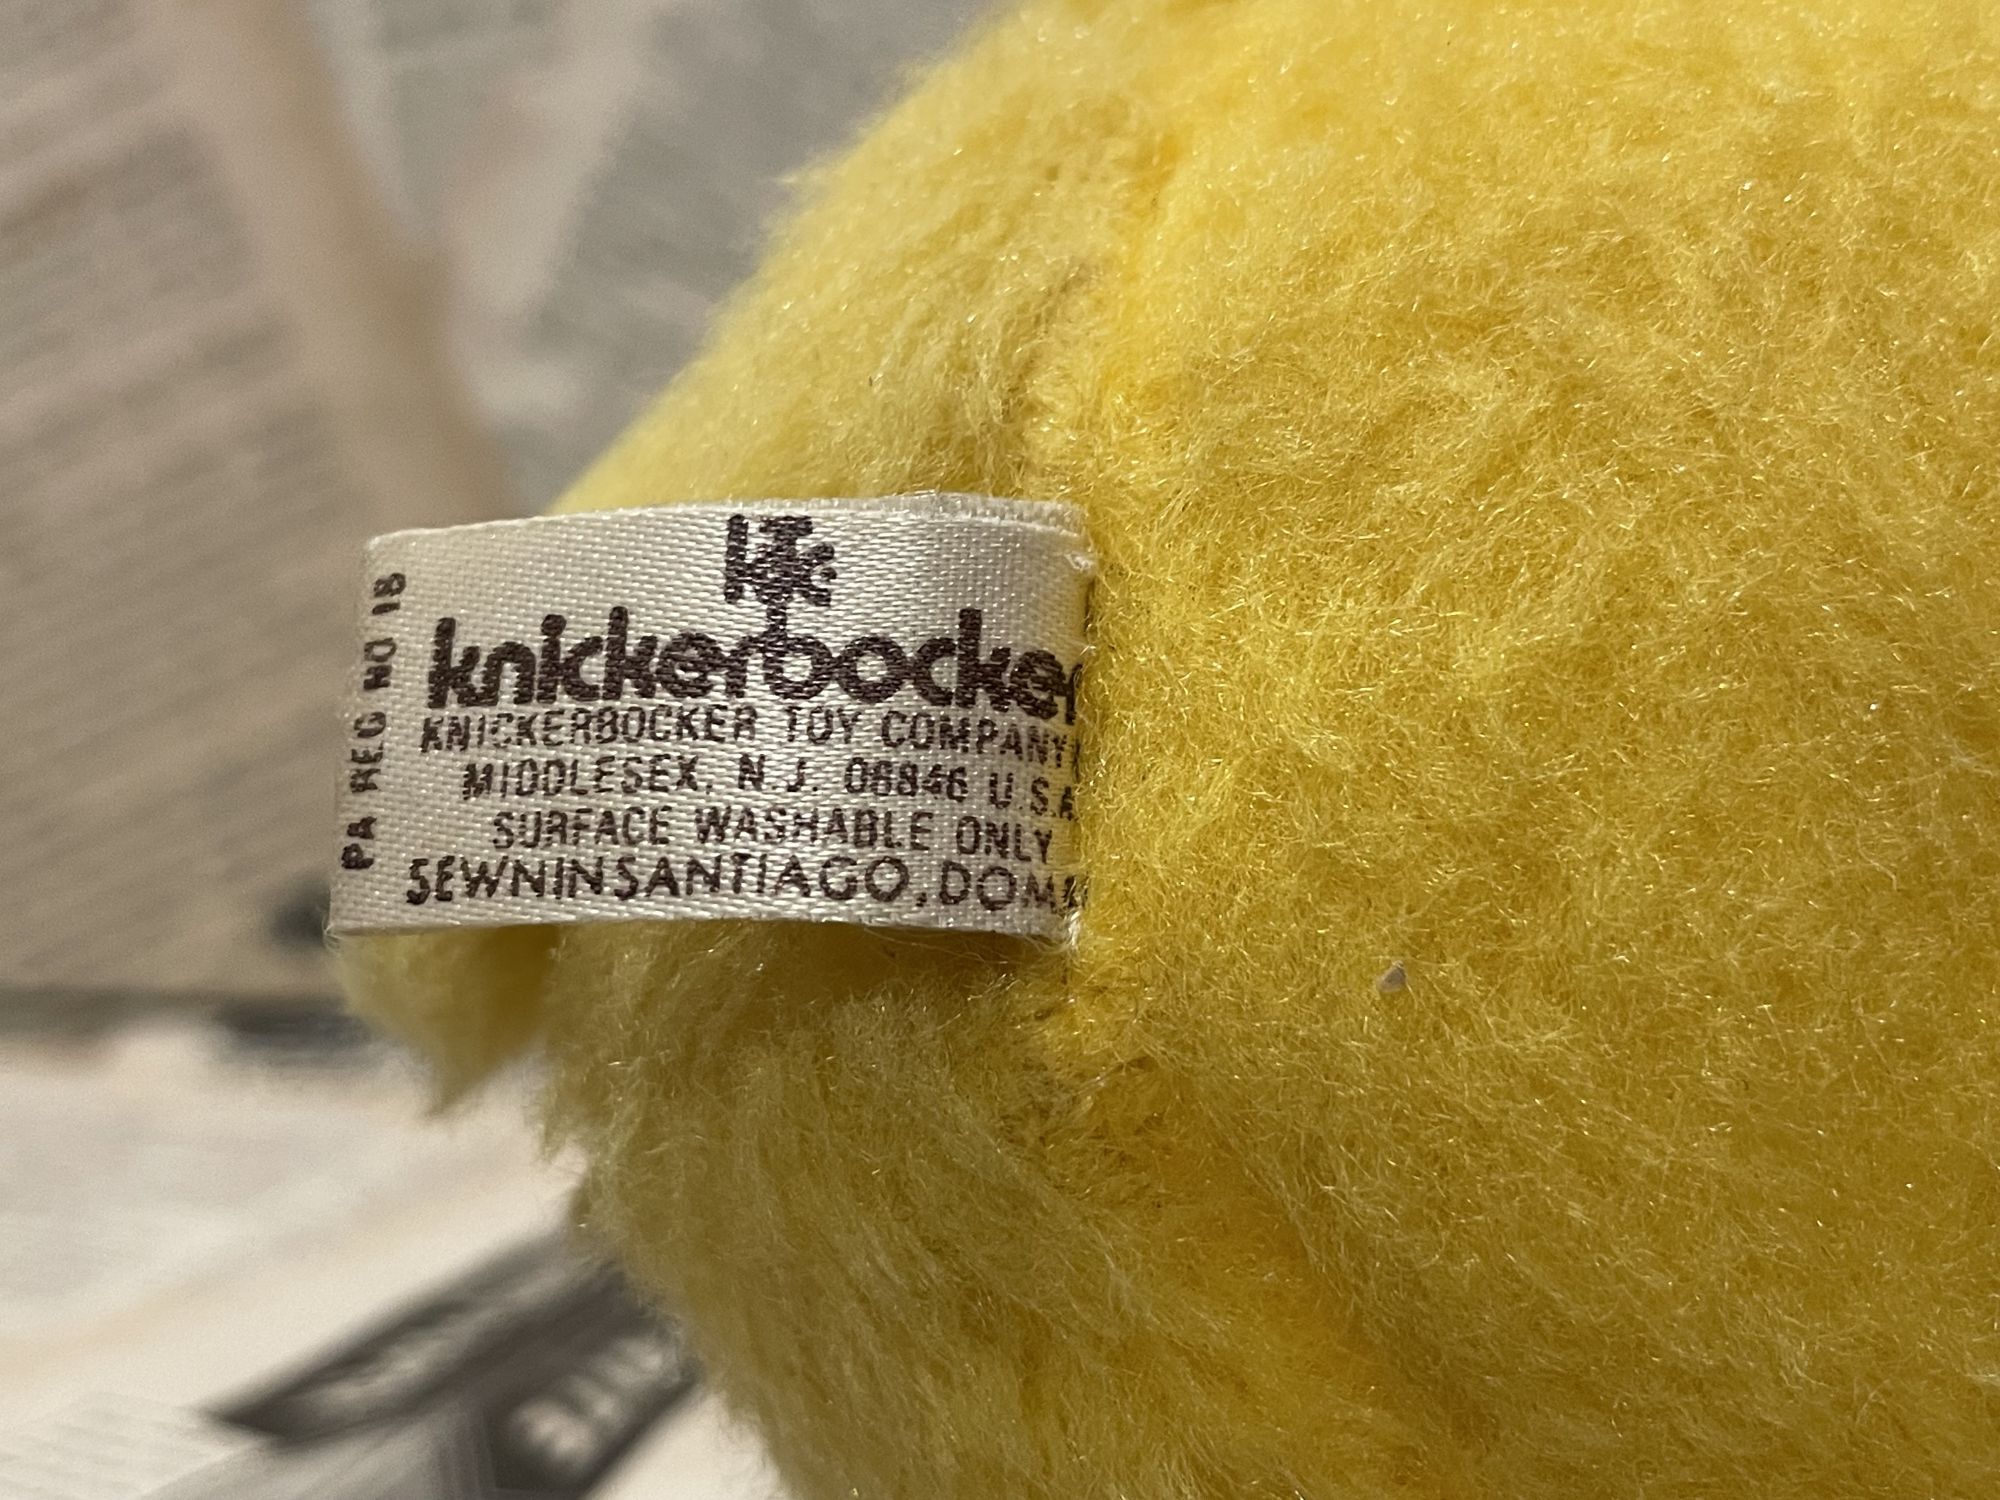 KTC
knickerbocker
KNICKERBOCKER TOY COMPANY
MIDDLESEX, N.J. 08846 U.S.A
SURFACE WASHABLE ONLY
SEWNINSANTIAGO,DOM
PA REG NO 18